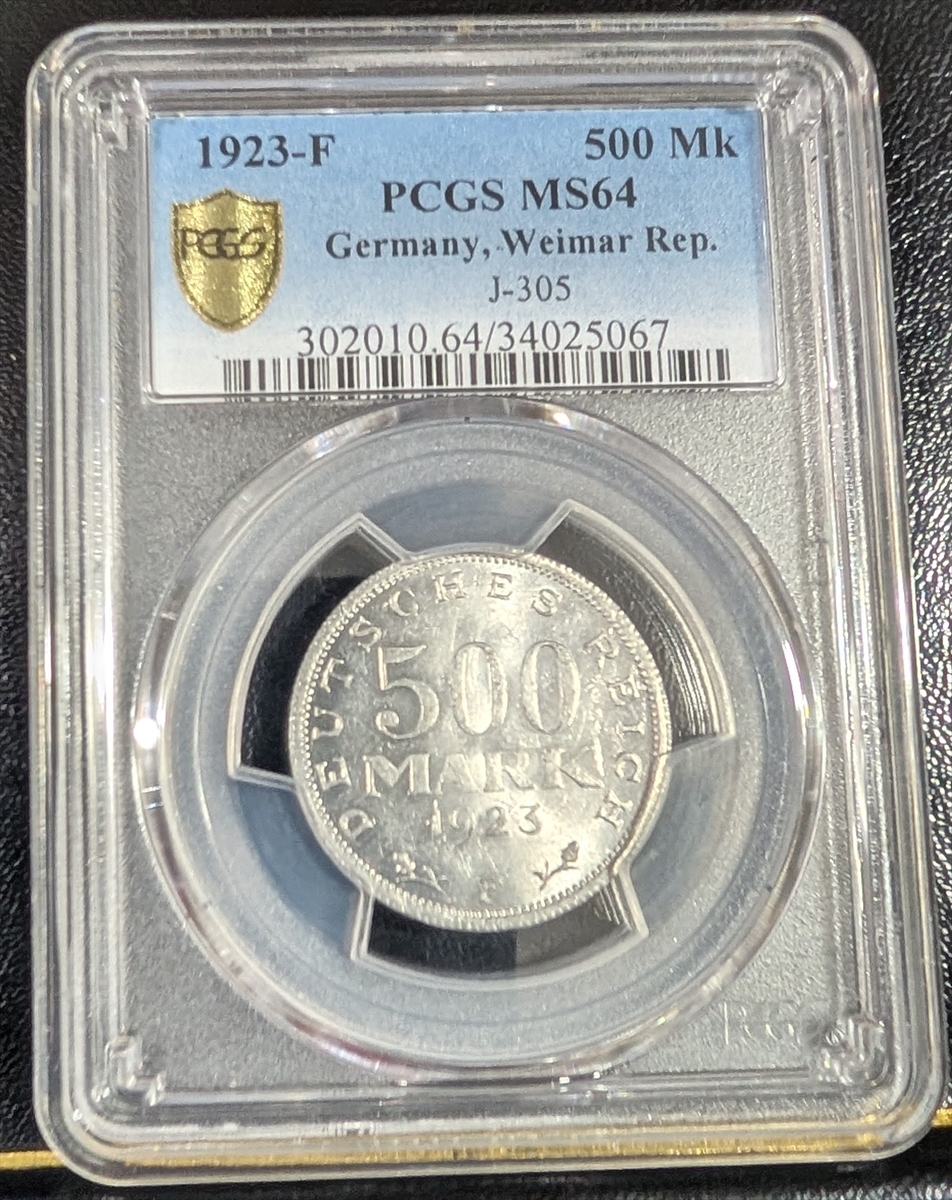 1923-F 500 Mk
PCGS MS64
PCGS
Germany, Weimar Rep.
J-305
302010.64/34025067
DEUTSCHES REICH
500
MARK
1923
F